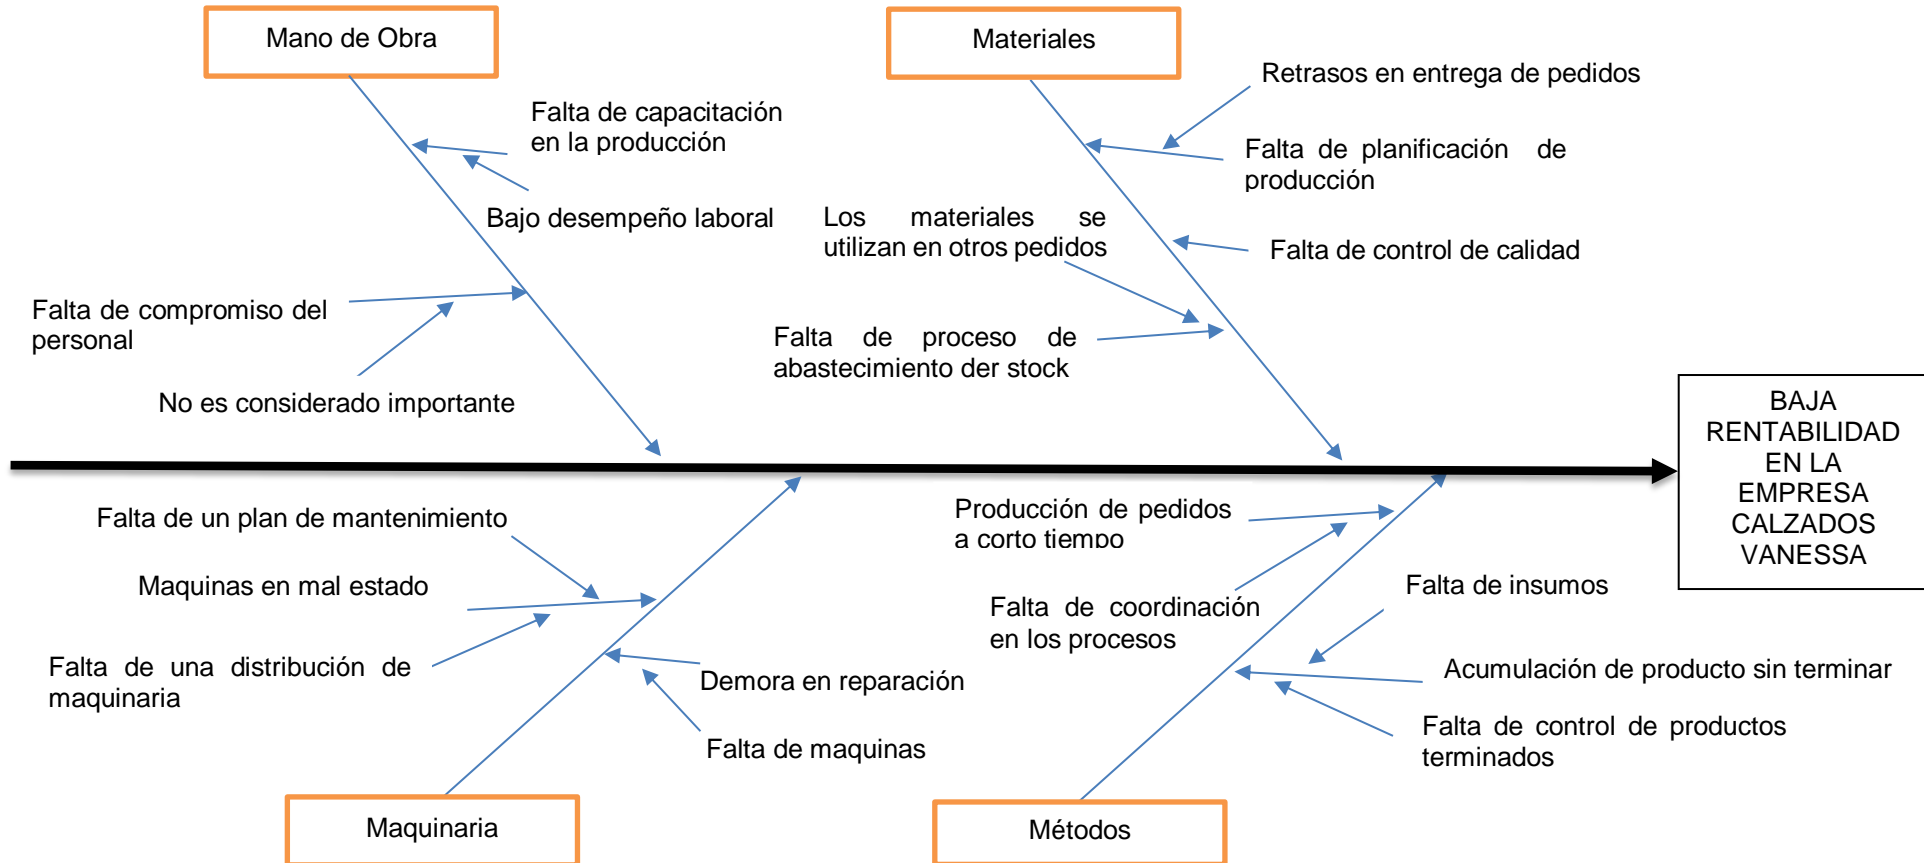 Mano de Obra
Materiales
Retrasos en entrega de pedidos
Falta de capacitación
en la producción
Falta de planificación de
producción
Bajo desempeño laboral
Los materiales se
utilizan en otros pedidos
Falta de control de calidad
Falta de compromiso del
personal
Falta de proceso de
abastecimiento der stock
No es considerado importante
BAJA
RENTABILIDAD
EN LA
EMPRESA
CALZADOS
VANESSA
Falta de un plan de mantenimiento
Producción de pedidos
a corto tiempo
Maquinas en mal estado
Falta de insumos
Falta de coordinación
en los procesos
Falta de una distribución de
maquinaria
Demora en reparación
Acumulación de producto sin terminar
Falta de maquinas
Falta de control de productos
terminados
Maquinaria
Métodos